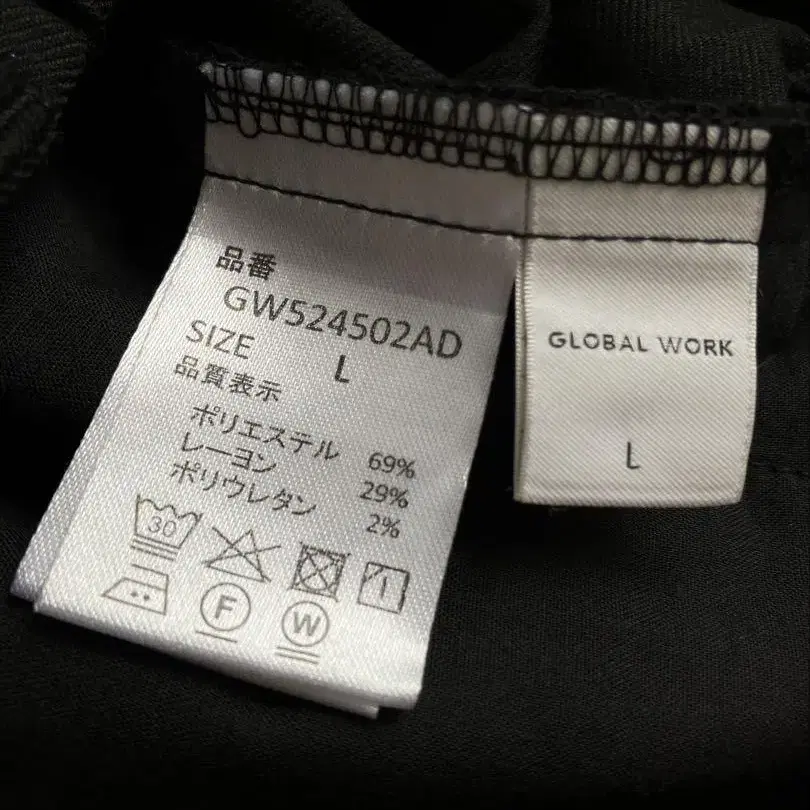 品番
GW524502AD
SIZE L
品質表示
ポリエステル 69%
レーヨン 29%
ポリウレタン 2%
30
F
W
GLOBAL WORK
L